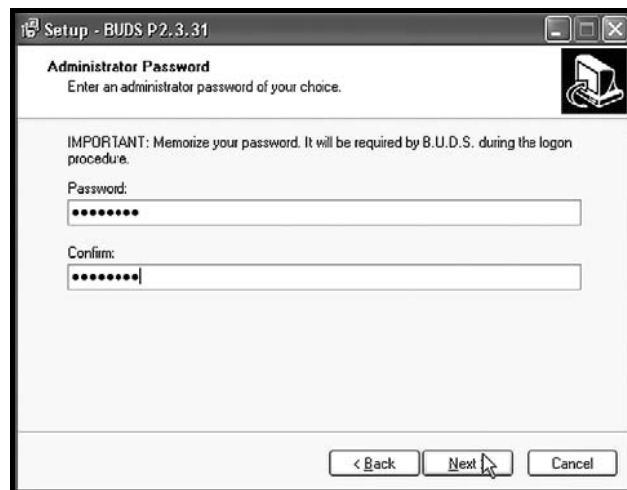 Setup - BUDS P2.3.31
Administrator Password
Enter an administrator password of your choice.
IMPORTANT: Memorize your password. It will be required by B.U.D.S. during the logon
procedure.
Password:
••••••••
Confirm:
••••••••
< Back
Next
Cancel